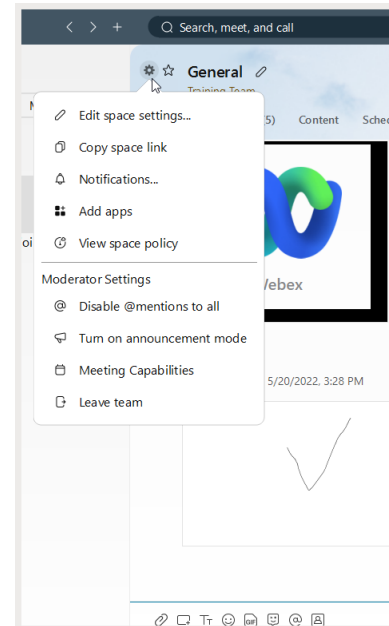 Search, meet, and call
General
Training Team
5)
Content
Sche
Edit space settings...
Copy space link
Notifications...
Add apps
View space policy
Moderator Settings
Disable @mentions to all
Turn on announcement mode
Meeting Capabilities
Leave team
oi
ebex
5/20/2022, 3:28 PM
GIF